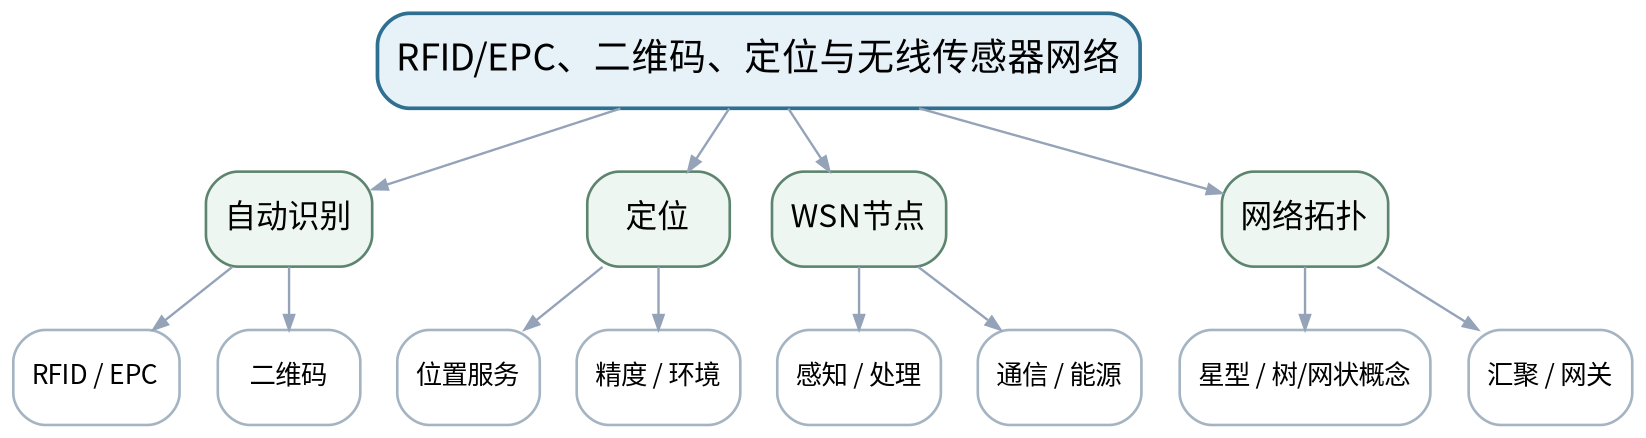 RFID/EPC、二维码、定位与无线传感器网络
自动识别
定位
WSN节点
网络拓扑
RFID / EPC
二维码
位置服务
精度 / 环境
感知 / 处理
通信 / 能源
星型 / 树/网状概念
汇聚 / 网关